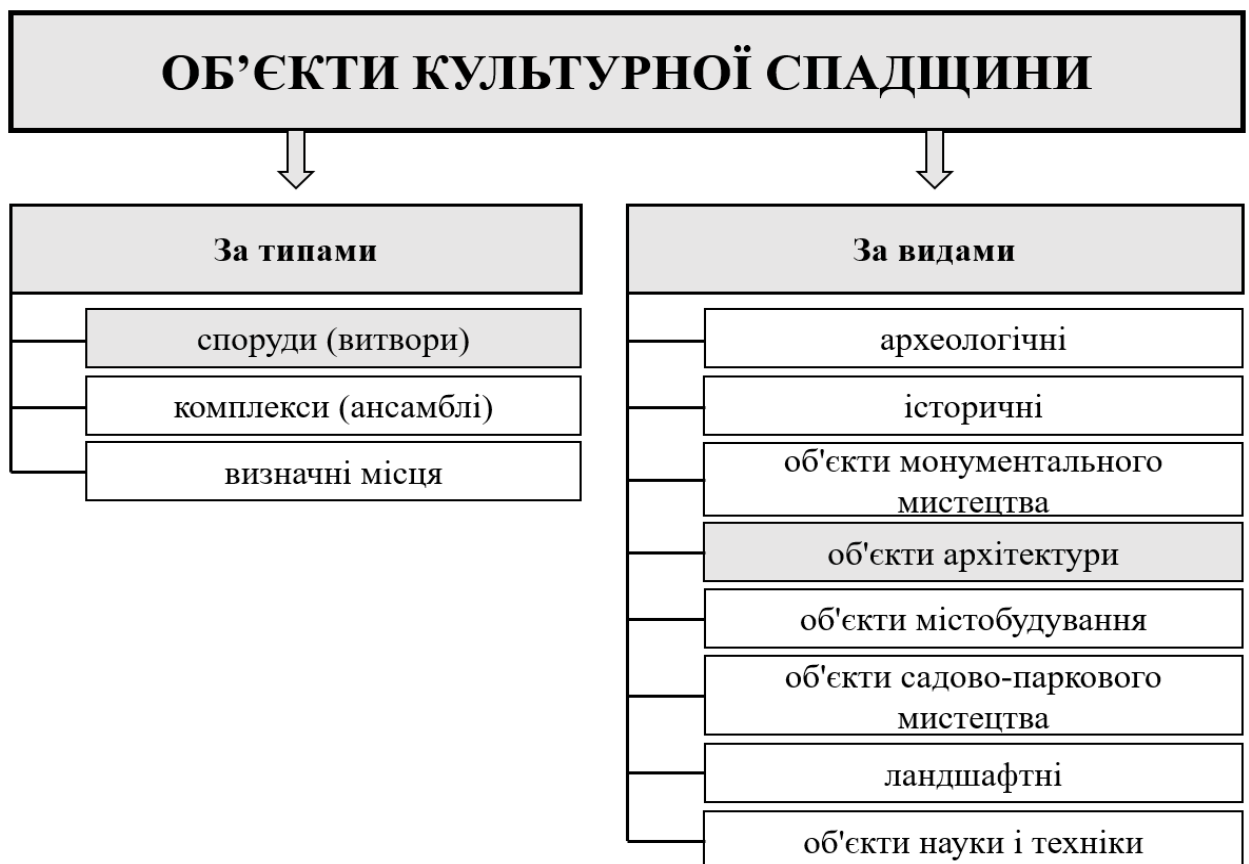 ОБ’ЄКТИ КУЛЬТУРНОЇ СПАДЩИНИ
За типами
споруди (витвори)
комплекси (ансамблі)
визначні місця
За видами
археологічні
історичні
об'єкти монументального
мистецтва
об'єкти архітектури
об'єкти містобудування
об'єкти садово-паркового
мистецтва
ландшафтні
об'єкти науки і техніки